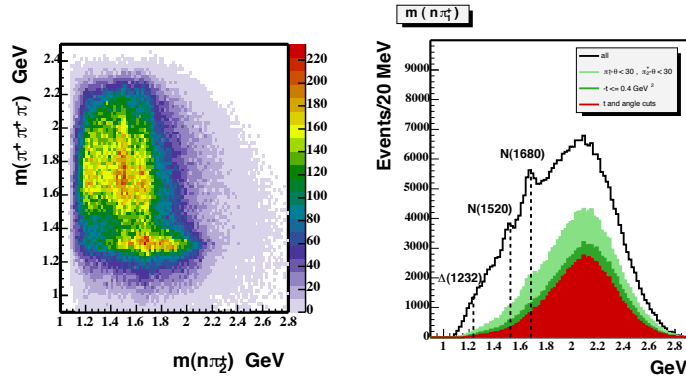 m(π⁺ π⁺ π⁻) GeV
2.4
2.2
2
1.8
1.6
1.4
1.2
1
1 1.2 1.4 1.6 1.8 2 2.2 2.4 2.6 2.8
m(nπ₂⁺) GeV
220
200
180
160
140
120
100
80
60
40
20
0
m(nπ₁⁺)
Events/20 MeV
10000
9000
8000
7000
6000
5000
4000
3000
2000
1000
0
all
-t <= 0.4 GeV ²
t and angle cuts
N(1680)
N(1520)
Δ(1232)
1 1.2 1.4 1.6 1.8 2 2.2 2.4 2.6 2.8
GeV